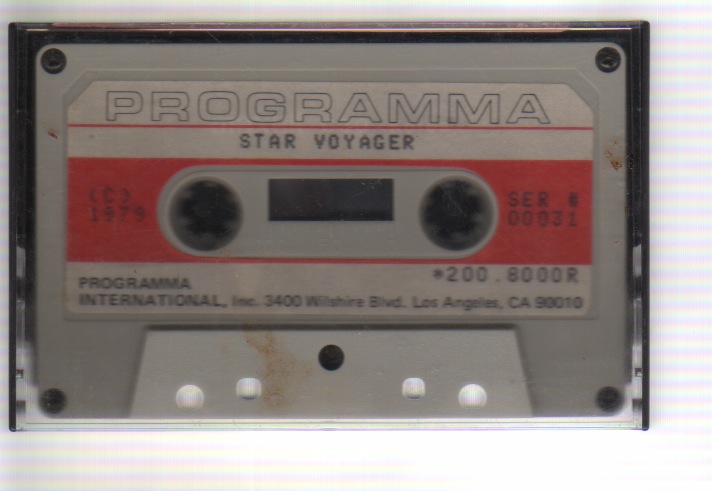 PROGRAMMA
STAR VOYAGER
(C)
1979
SER #
00031
*200.8000R
PROGRAMMA
INTERNATIONAL, Inc. 3400 Wilshire Blvd. Los Angeles, CA 90010